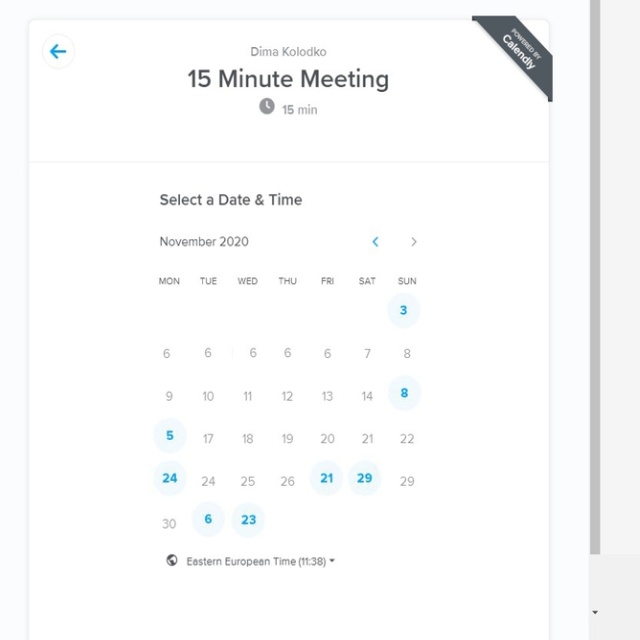 POWERED BY
Calendly
Dima Kolodko
15 Minute Meeting
15 min
Select a Date & Time
November 2020
MON TUE WED THU FRI SAT SUN
3
6 6 6 6 6 7 8
9 10 11 12 13 14 8
5 17 18 19 20 21 22
24 24 25 26 21 29 29
30 6 23
Eastern European Time (11:38)